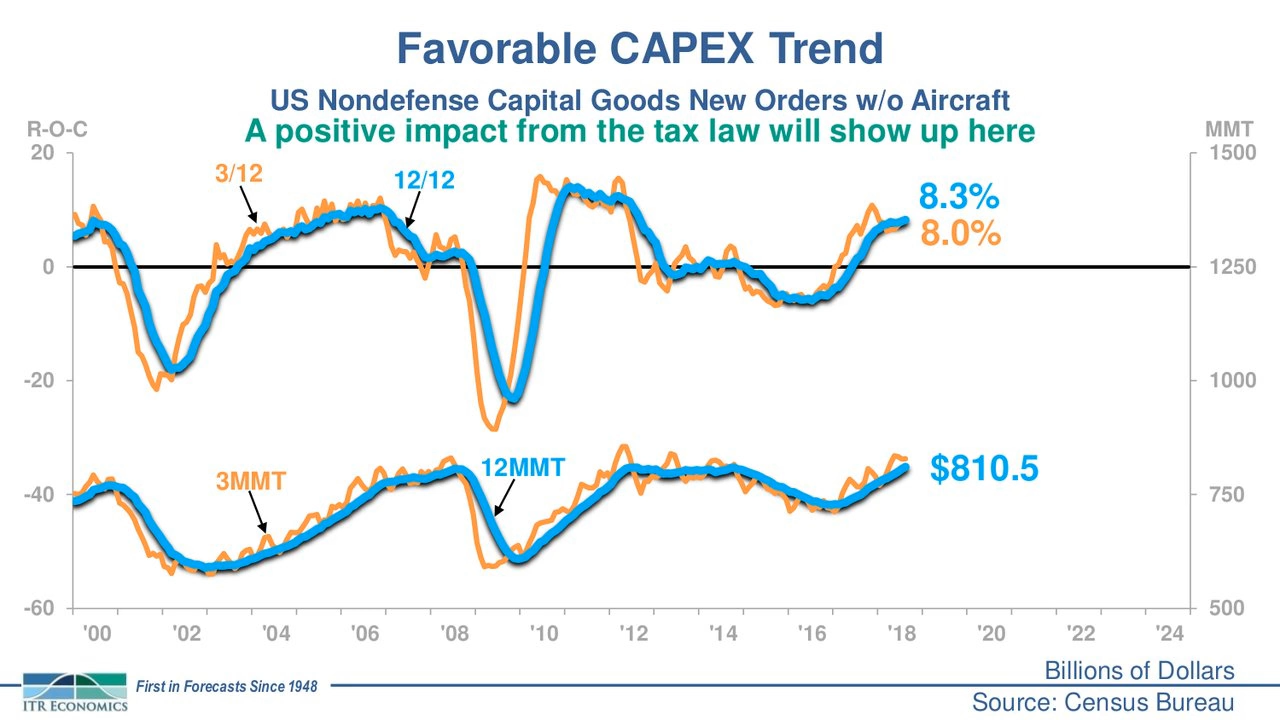 Favorable CAPEX Trend
US Nondefense Capital Goods New Orders w/o Aircraft
A positive impact from the tax law will show up here
R-O-C
MMT
20
1500
3/12
12/12
8.3%
8.0%
0
1250
-20
1000
3MMT
12MMT
$810.5
-40
750
-60
500
'00 '02 '04 '06 '08 '10 '12 '14 '16 '18 '20 '22 '24
Billions of Dollars
First in Forecasts Since 1948
ITR ECONOMICS
Source: Census Bureau